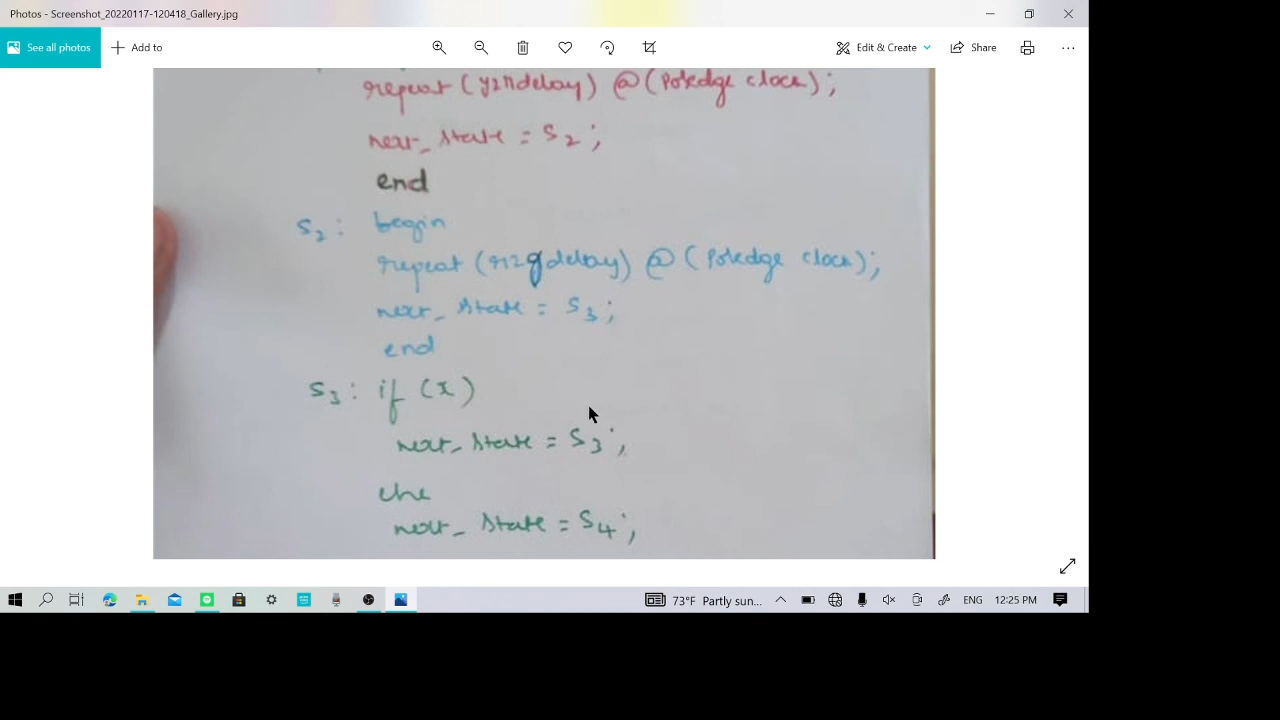 Photos - Screenshot_20220117-120418_Gallery.jpg
See all photos
Add to
Edit & Create
Share
repeat (y2rdelay) @ (Posedge clock);
next_state = S2;
end
S2: begin
repeat (r2gdelay) @ (Posedge clock);
next_state = S3;
end
S3: if (x)
next_state = S3;
else
next_state = S4;
73°F Partly sun...
ENG
12:25 PM